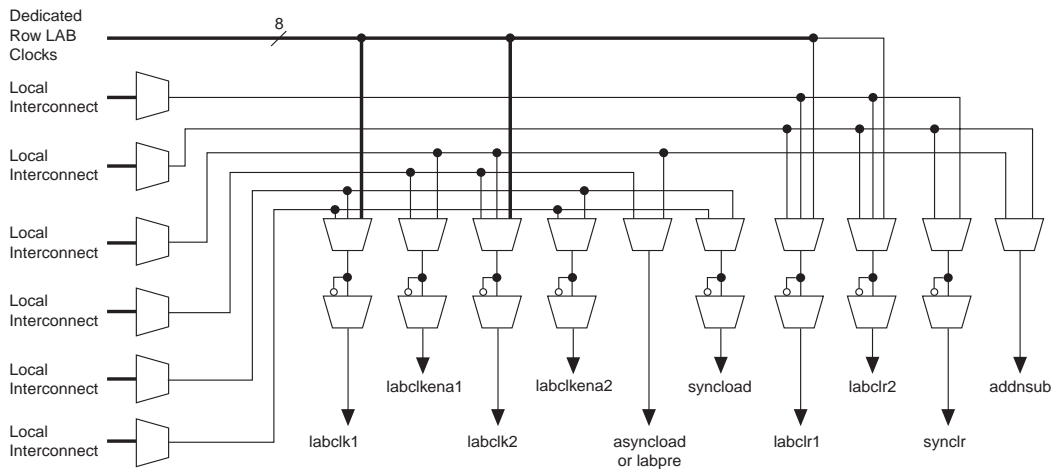 Dedicated
Row LAB
Clocks
8
Local
Interconnect
Local
Interconnect
Local
Interconnect
Local
Interconnect
Local
Interconnect
Local
Interconnect
labclkena1
labclkena2
syncload
labclr2
addnsub
labclk1
labclk2
asyncload
or labpre
labclr1
synclr